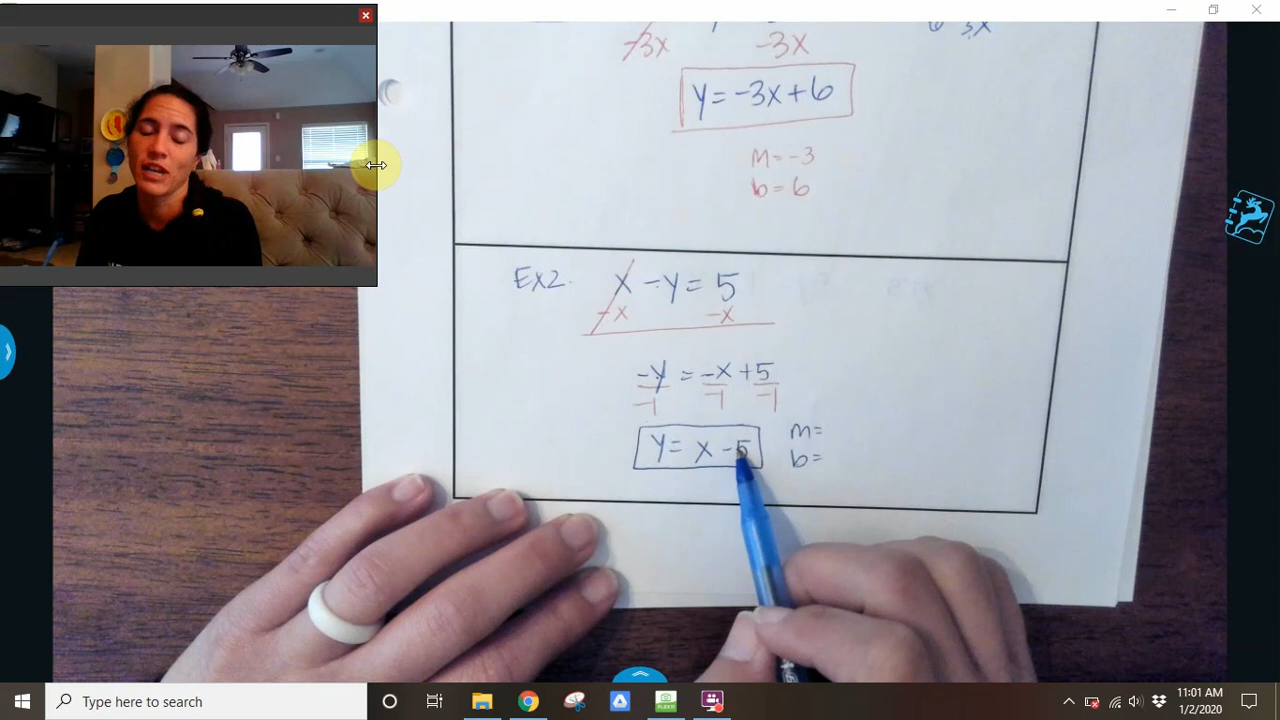 -3x -3x
y = -3x + 6
m = -3
b = 6
Ex2. x - y = 5
-x -x
-y = -x + 5
-1 -1 -1
y = x - 5
m =
b =
Type here to search
11:01 AM
1/2/2020